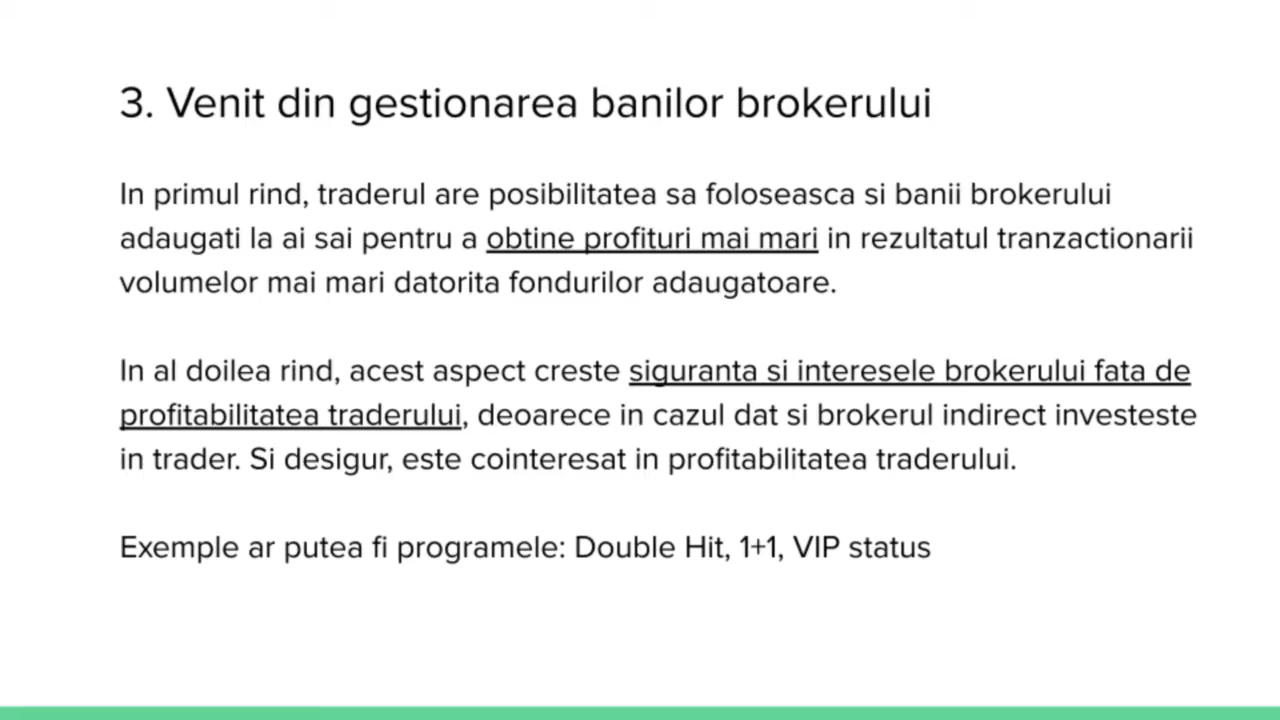 3. Venit din gestionarea banilor brokerului
In primul rind, traderul are posibilitatea sa foloseasca si banii brokerului
adaugati la ai sai pentru a obtine profituri mai mari in rezultatul tranzactionarii
volumelor mai mari datorita fondurilor adaugatoare.
In al doilea rind, acest aspect creste siguranta si interesele brokerului fata de
profitabilitatea traderului, deoarece in cazul dat si brokerul indirect investeste
in trader. Si desigur, este cointeresat in profitabilitatea traderului.
Exemple ar putea fi programele: Double Hit, 1+1, VIP status